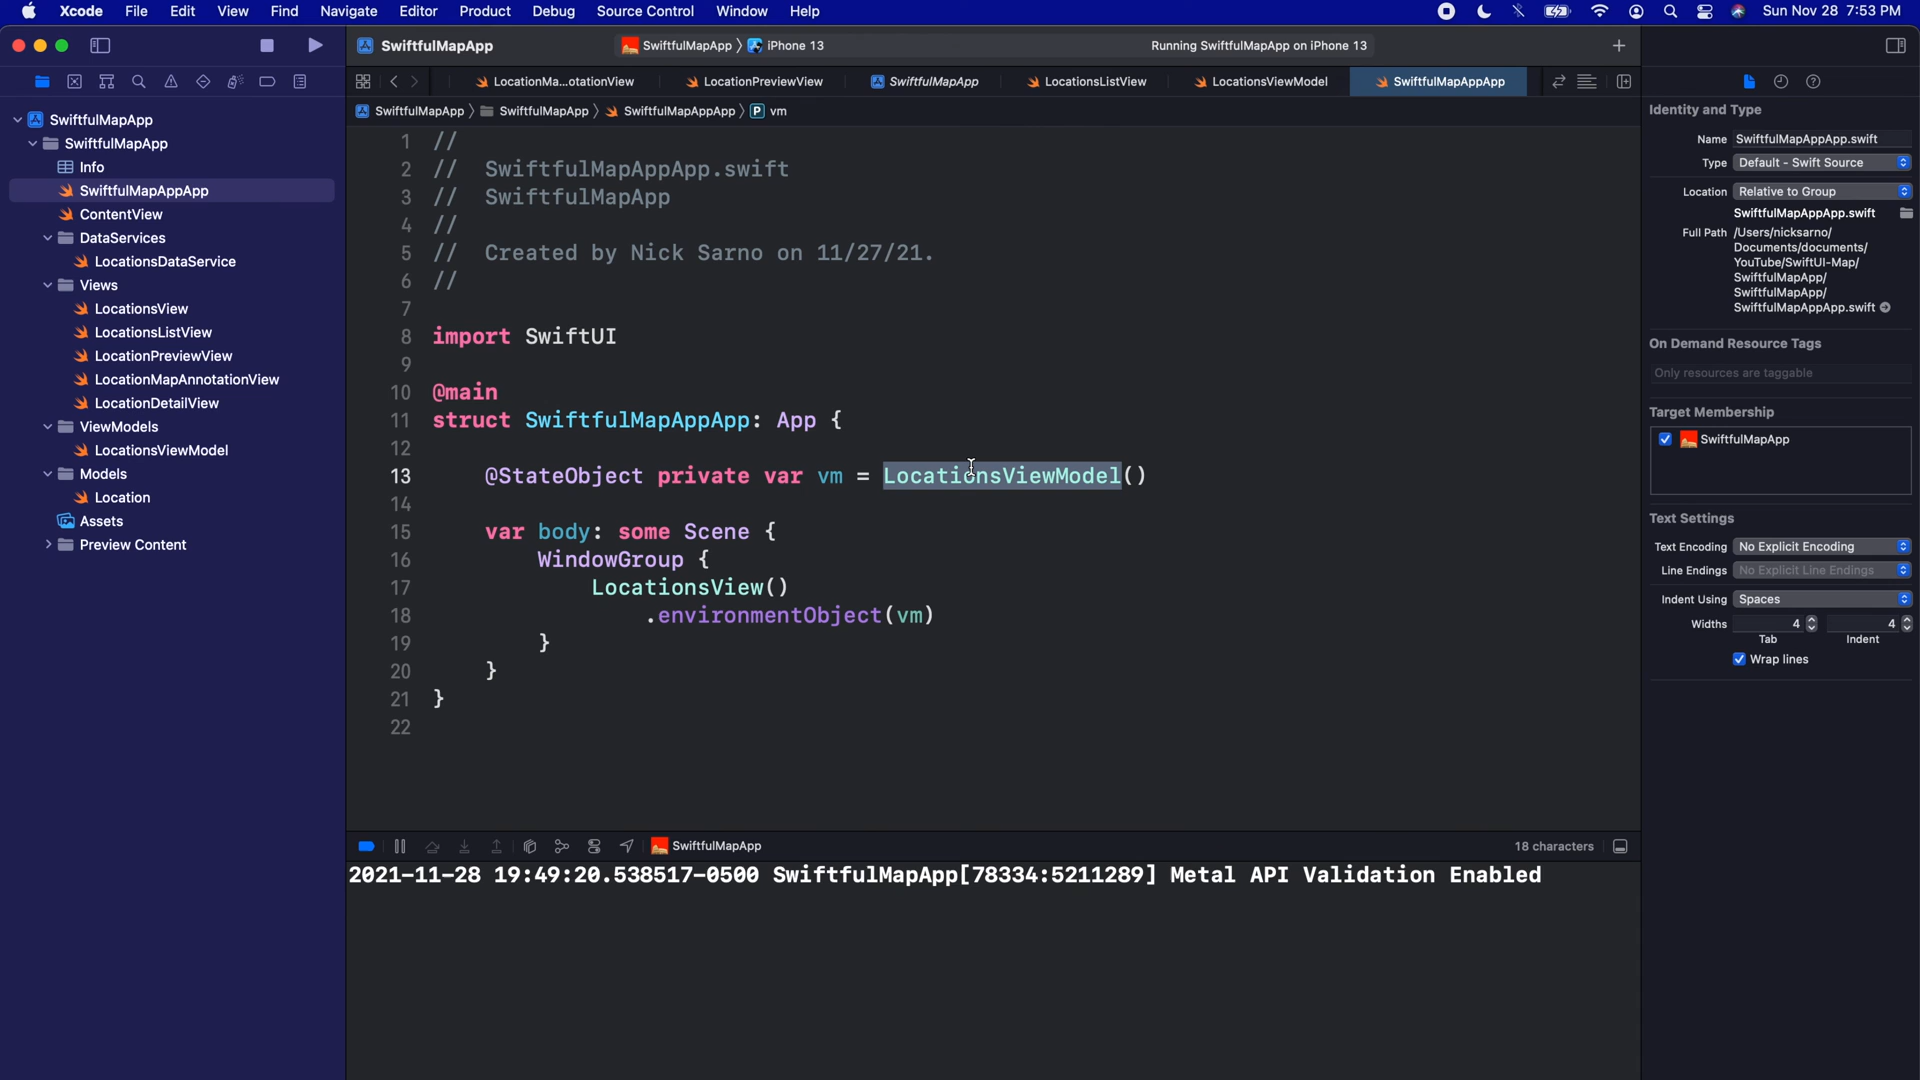 Xcode File Edit View Find Navigate Editor Product Debug Source Control Window Help Sun Nov 28 7:53 PM
SwiftfulMapApp SwiftfulMapApp 〉 iPhone 13 Running SwiftfulMapApp on iPhone 13
LocationMa...otationView LocationPreviewView SwiftfulMapApp LocationsListView LocationsViewModel SwiftfulMapAppApp
SwiftfulMapApp 〉 SwiftfulMapApp 〉 SwiftfulMapAppApp 〉 P vm
SwiftfulMapApp
SwiftfulMapApp
Info
SwiftfulMapAppApp
ContentView
DataServices
LocationsDataService
Views
LocationsView
LocationsListView
LocationPreviewView
LocationMapAnnotationView
LocationDetailView
ViewModels
LocationsViewModel
Models
Location
Assets
Preview Content
1 //
2 // SwiftfulMapAppApp.swift
3 // SwiftfulMapApp
4 //
5 // Created by Nick Sarno on 11/27/21.
6 //
7
8 import SwiftUI
9
10 @main
11 struct SwiftfulMapAppApp: App {
12
13 @StateObject private var vm = LocationsViewModel()
14
15 var body: some Scene {
16 WindowGroup {
17 LocationsView()
18 .environmentObject(vm)
19 }
20 }
21 }
22
SwiftfulMapApp 18 characters
2021-11-28 19:49:20.538517-0500 SwiftfulMapApp[78334:5211289] Metal API Validation Enabled
Identity and Type
Name SwiftfulMapAppApp.swift
Type Default - Swift Source
Location Relative to Group
SwiftfulMapAppApp.swift
Full Path /Users/nicksarno/
Documents/documents/
YouTube/SwiftUI-Map/
SwiftfulMapApp/
SwiftfulMapApp/
SwiftfulMapAppApp.swift
On Demand Resource Tags
Only resources are taggable
Target Membership
SwiftfulMapApp
Text Settings
Text Encoding No Explicit Encoding
Line Endings No Explicit Line Endings
Indent Using Spaces
Widths 4 4
Tab Indent
Wrap lines